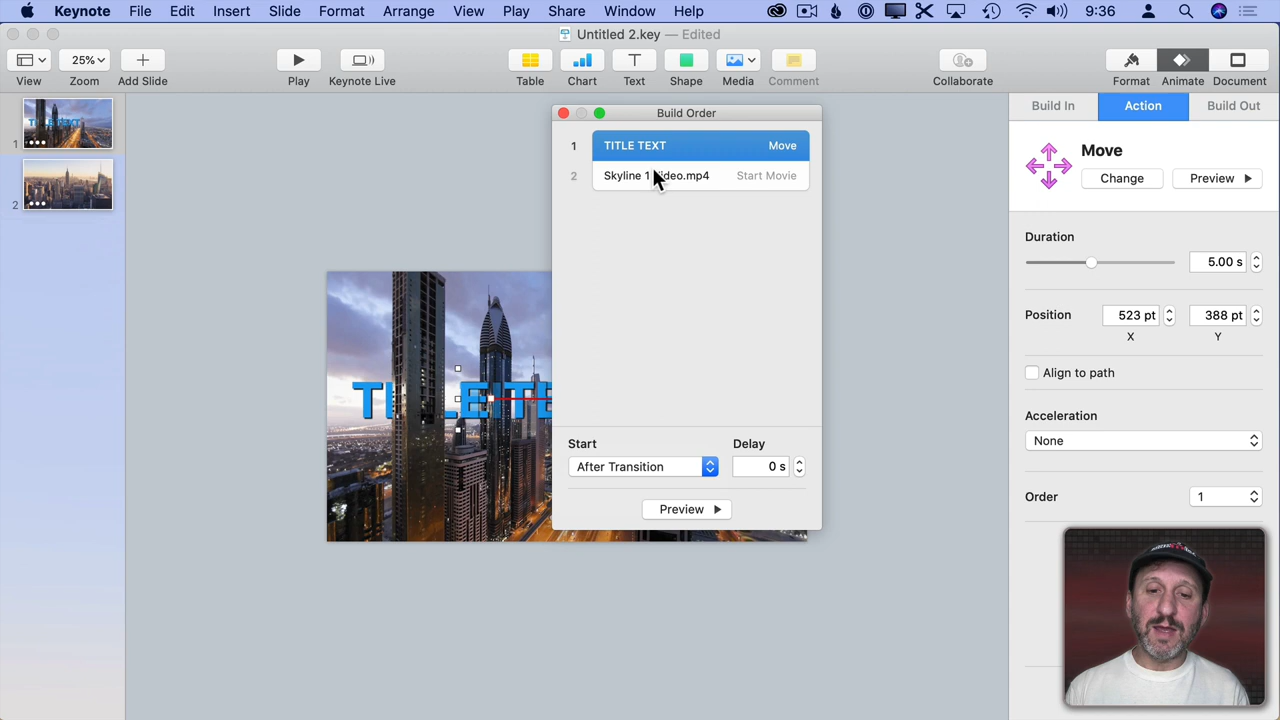 Keynote File Edit Insert Slide Format Arrange View Play Share Window Help 9:36
Untitled 2.key — Edited
25%
View Zoom Add Slide Play Keynote Live Table Chart Text Shape Media Comment Collaborate Format Animate Document
Build In Action Build Out
Build Order
1 TITLE TEXT Move
2 Skyline 1 Start Movie
Start Delay
After Transition 0 s
Preview
Move
Change Preview
Duration
5.00 s
Position 523 pt 388 pt
X Y
Align to path
Acceleration
None
Order 1
1
2